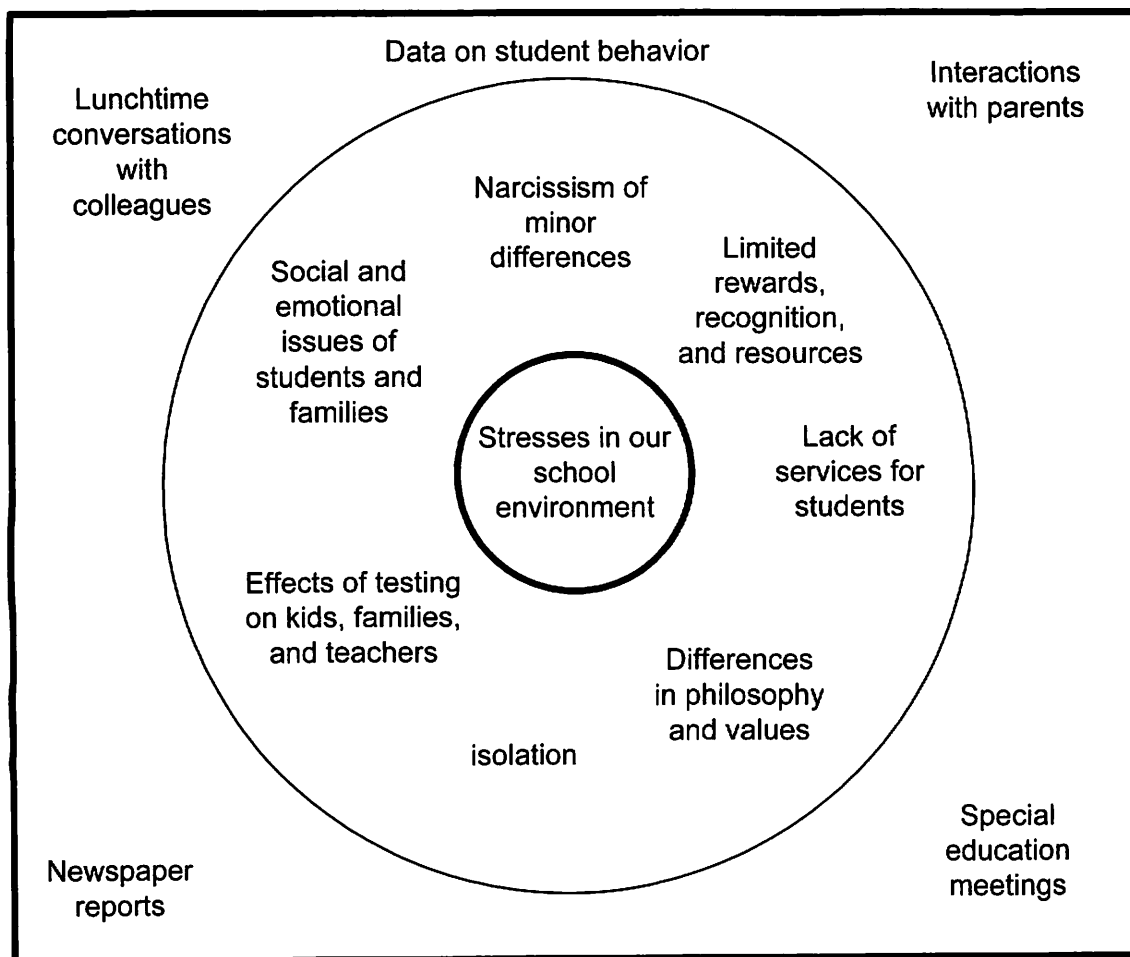 Data on student behavior
Lunchtime
conversations
with
colleagues
Interactions
with parents
Narcissism of
minor
differences
Social and
emotional
issues of
students and
families
Limited
rewards,
recognition,
and resources
Stresses in our
school
environment
Lack of
services for
students
Effects of testing
on kids, families,
and teachers
Differences
in philosophy
and values
isolation
Newspaper
reports
Special
education
meetings